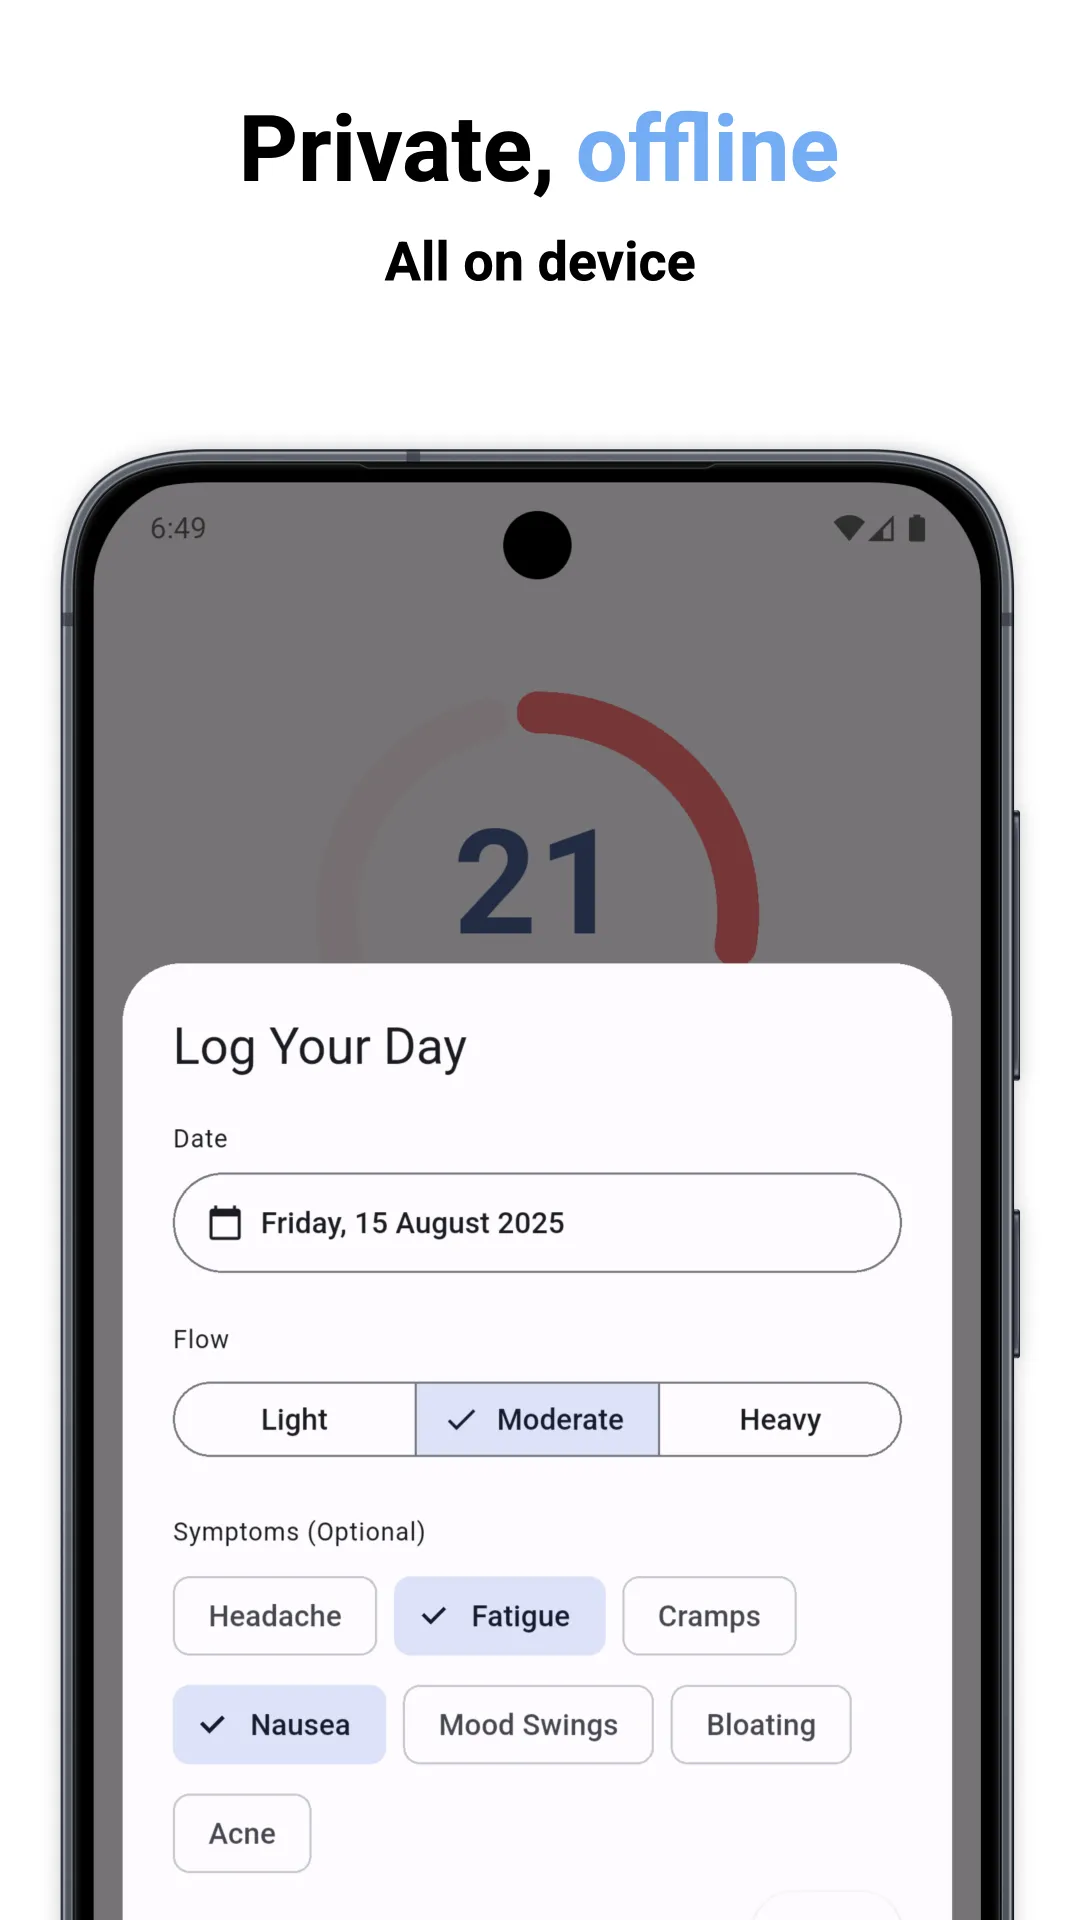 Private, offline
All on device
6:49
21
Log Your Day
Date
Friday, 15 August 2025
Flow
Light Moderate Heavy
Symptoms (Optional)
Headache Fatigue Cramps
Nausea Mood Swings Bloating
Acne